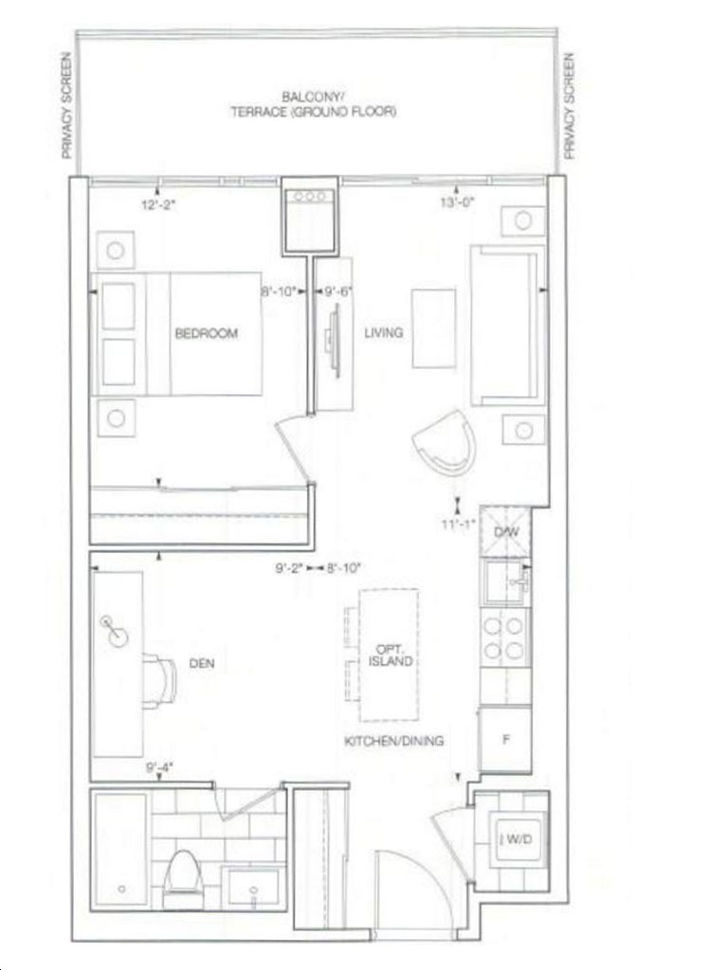 BALCONY/
TERRACE (GROUND FLOOR)
PRIVACY SCREEN
PRIVACY SCREEN
12'-2"
13'-0"
8'-10"
9'-6"
BEDROOM
LIVING
11'-1"
D/W
9'-2"
8'-10"
DEN
OPT.
ISLAND
KITCHEN/DINING
F
9'-4"
W/D